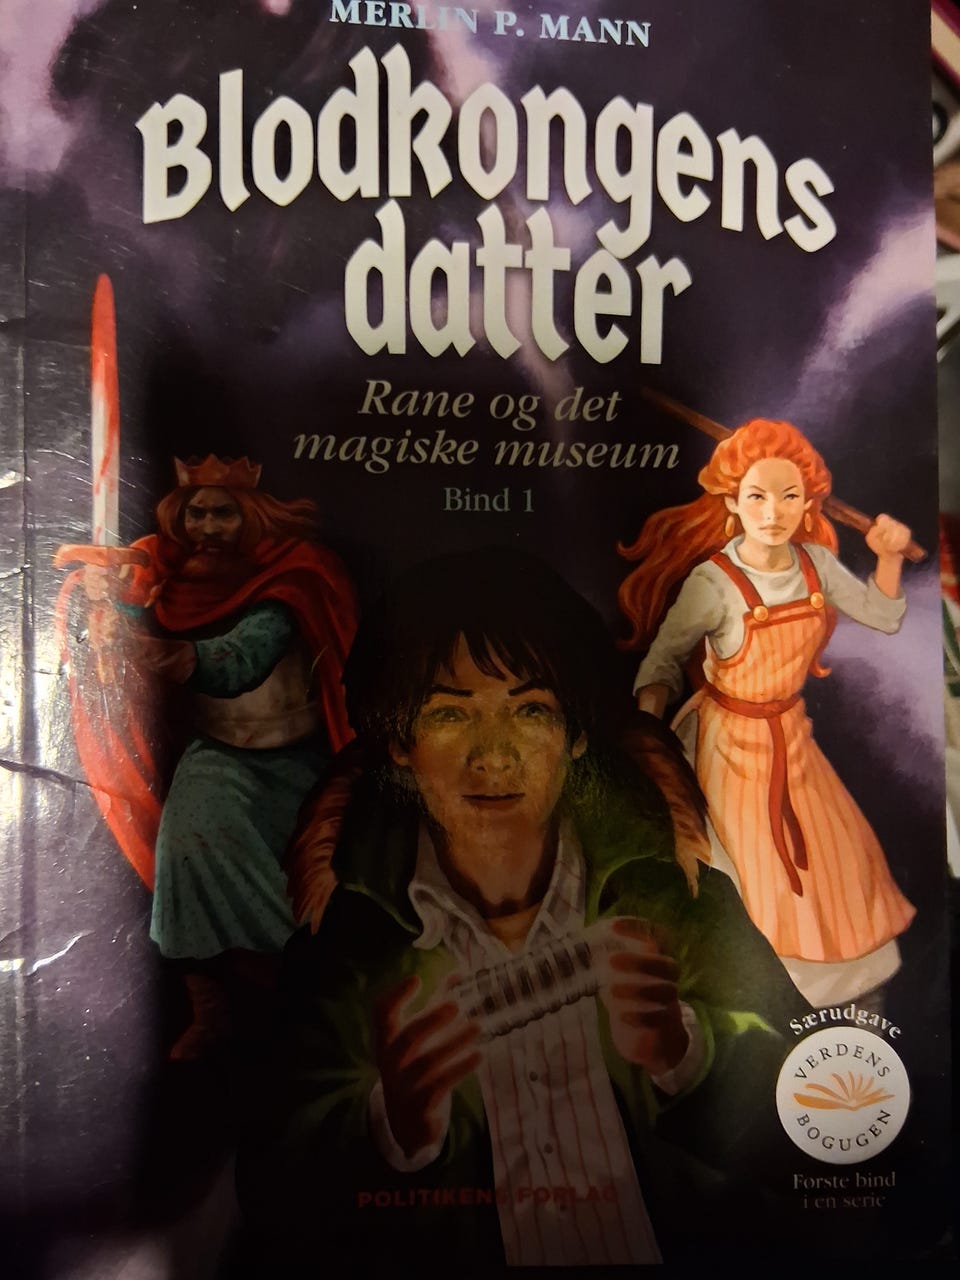 MERLIN P. MANN
Blodkongens
datter
Rane og det
magiske museum
Bind 1
Særudgave
VERDENS
BOGUGEN
Første bind
i en serie
POLITIKENS FORLAG